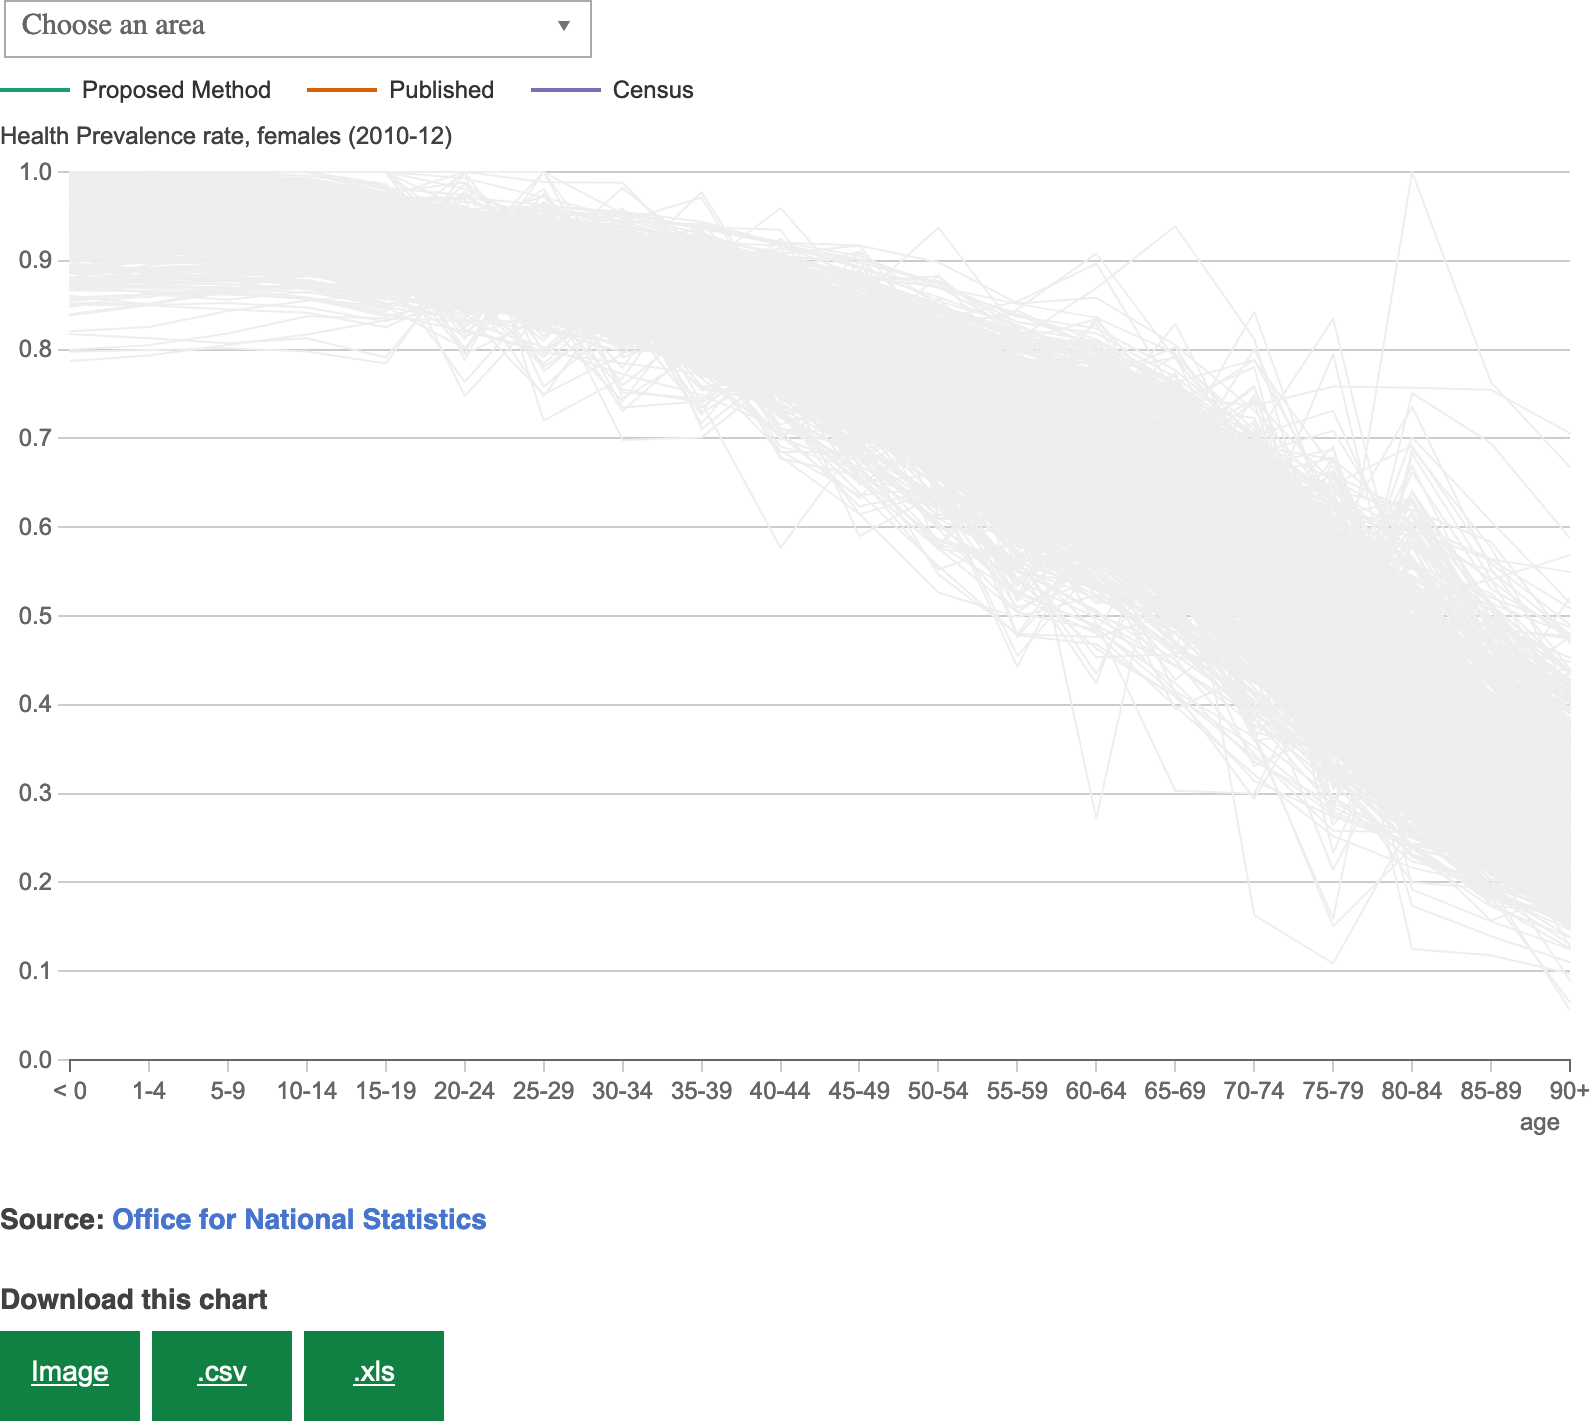 Choose an area
Proposed Method Published Census
Health Prevalence rate, females (2010-12)
1.0
0.9
0.8
0.7
0.6
0.5
0.4
0.3
0.2
0.1
0.0
< 0 1-4 5-9 10-14 15-19 20-24 25-29 30-34 35-39 40-44 45-49 50-54 55-59 60-64 65-69 70-74 75-79 80-84 85-89 90+
age
Source: Office for National Statistics
Download this chart
Image .csv .xls